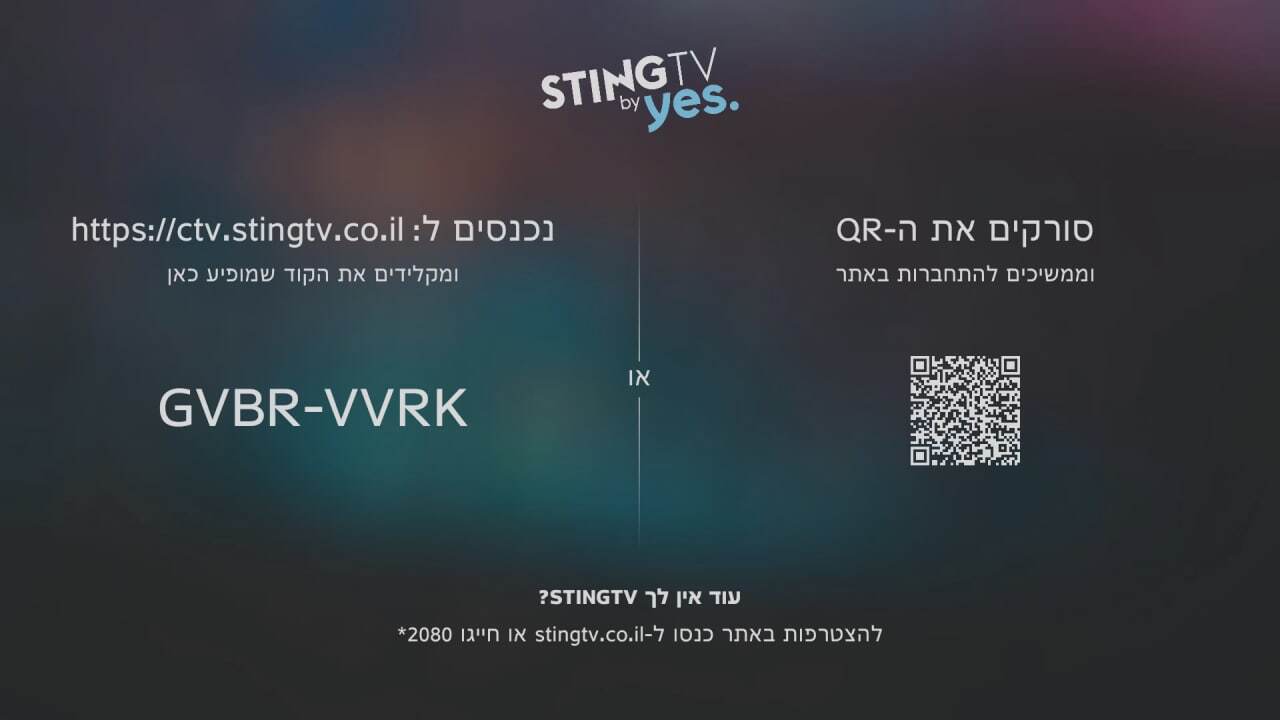 STINGTV
by yes.
סורקים את ה-QR
וממשיכים להתחברות באתר
או
נכנסים ל: https://ctv.stingtv.co.il
ומקלידים את הקוד שמופיע כאן
GVBR-VVRK
עוד אין לך STINGTV?
להצטרפות באתר כנסו ל-stingtv.co.il או חייגו 2080*